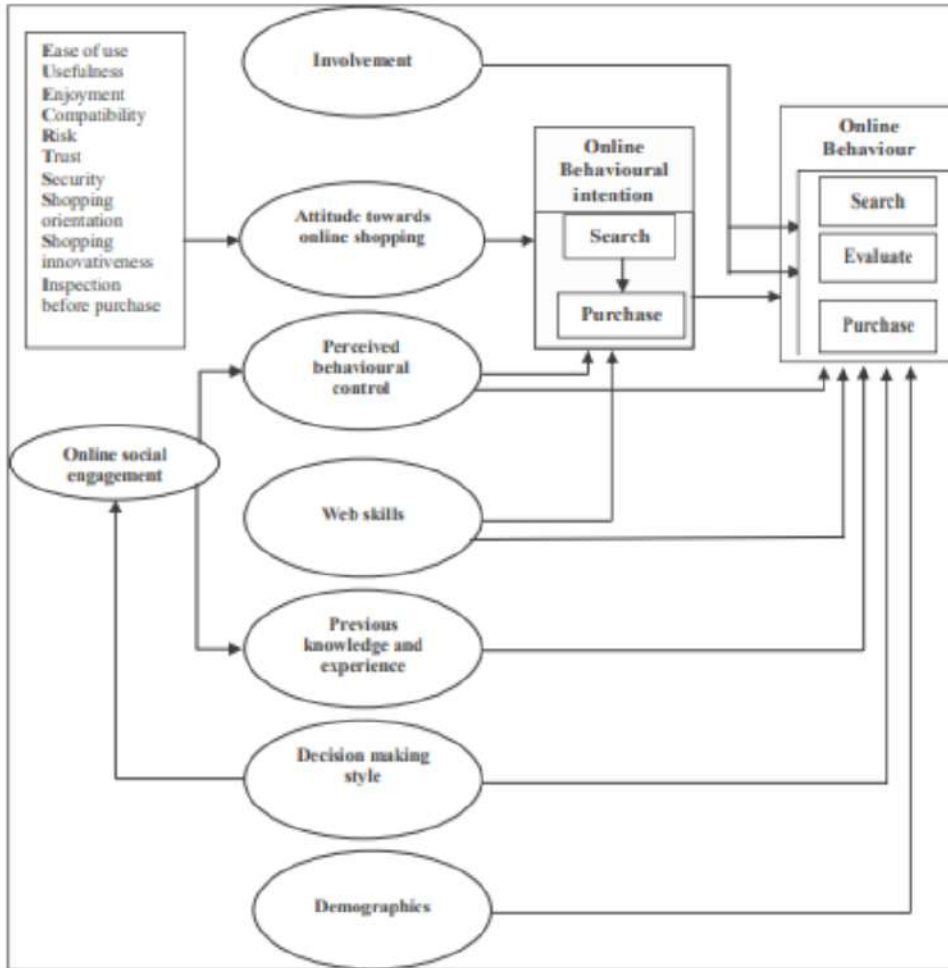 Ease of use
Usefulness
Enjoyment
Compatibility
Risk
Trust
Security
Shopping
orientation
Shopping
innovativeness
Inspection
before purchase
Involvement
Attitude towards
online shopping
Perceived
behavioural
control
Online social
engagement
Web skills
Previous
knowledge and
experience
Decision making
style
Demographics
Online
Behavioural
intention
Search
Purchase
Online
Behaviour
Search
Evaluate
Purchase